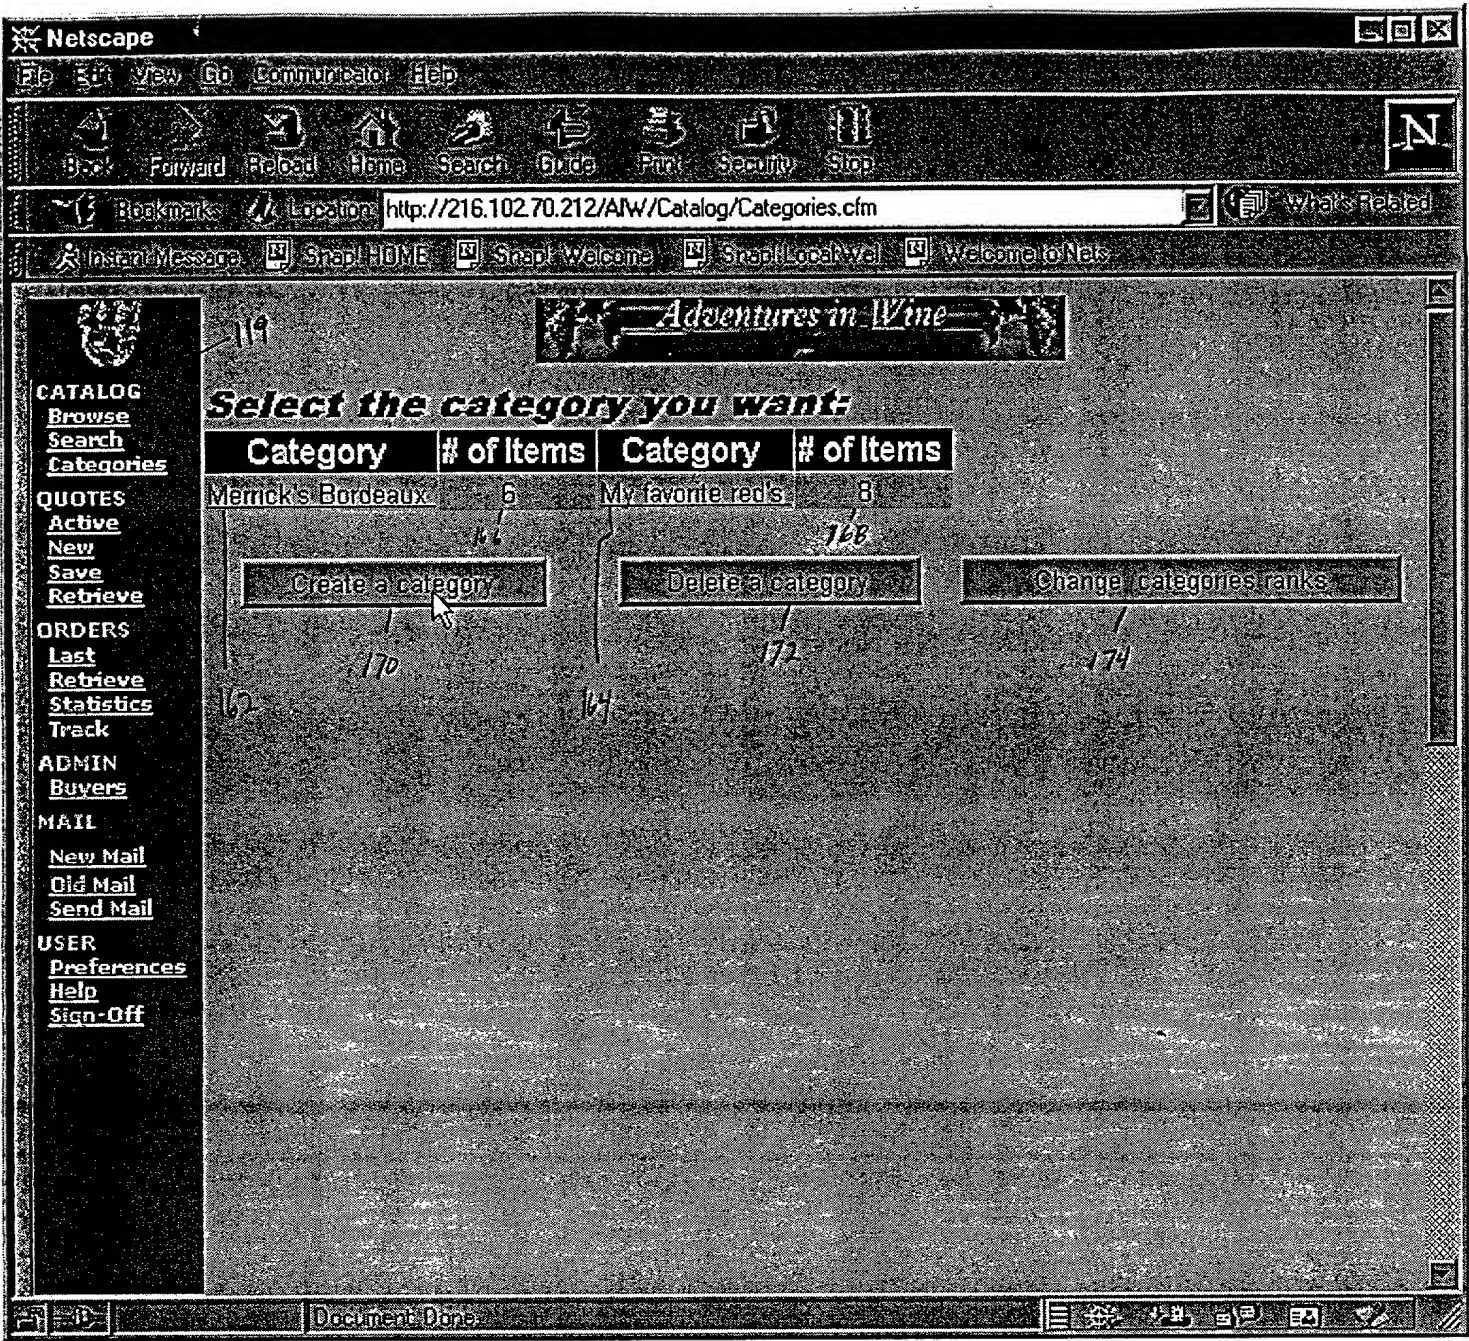 Netscape
File Edit View Go Communicator Help
Back Forward Reload Home Search Guide Print Security Stop
N
Bookmarks Location: http://216.102.70.212/AIW/Catalog/Categories.cfm What's Related
Instant Message Snap! HOME Snap! Welcome Snap! LocalWel Welcome to Nets
Adventures in Wine
119
CATALOG
Browse
Search
Categories
QUOTES
Active
New
Save
Retrieve
ORDERS
Last
Retrieve
Statistics
Track
ADMIN
Buyers
MAIL
New Mail
Old Mail
Send Mail
USER
Preferences
Help
Sign-Off
Select the category you want:
Category # of Items Category # of Items
Merrick's Bordeaux 6 My favorite red's 8
168
Create a category Delete a category Change categories ranks
170 172 174
162 164
Document: Done